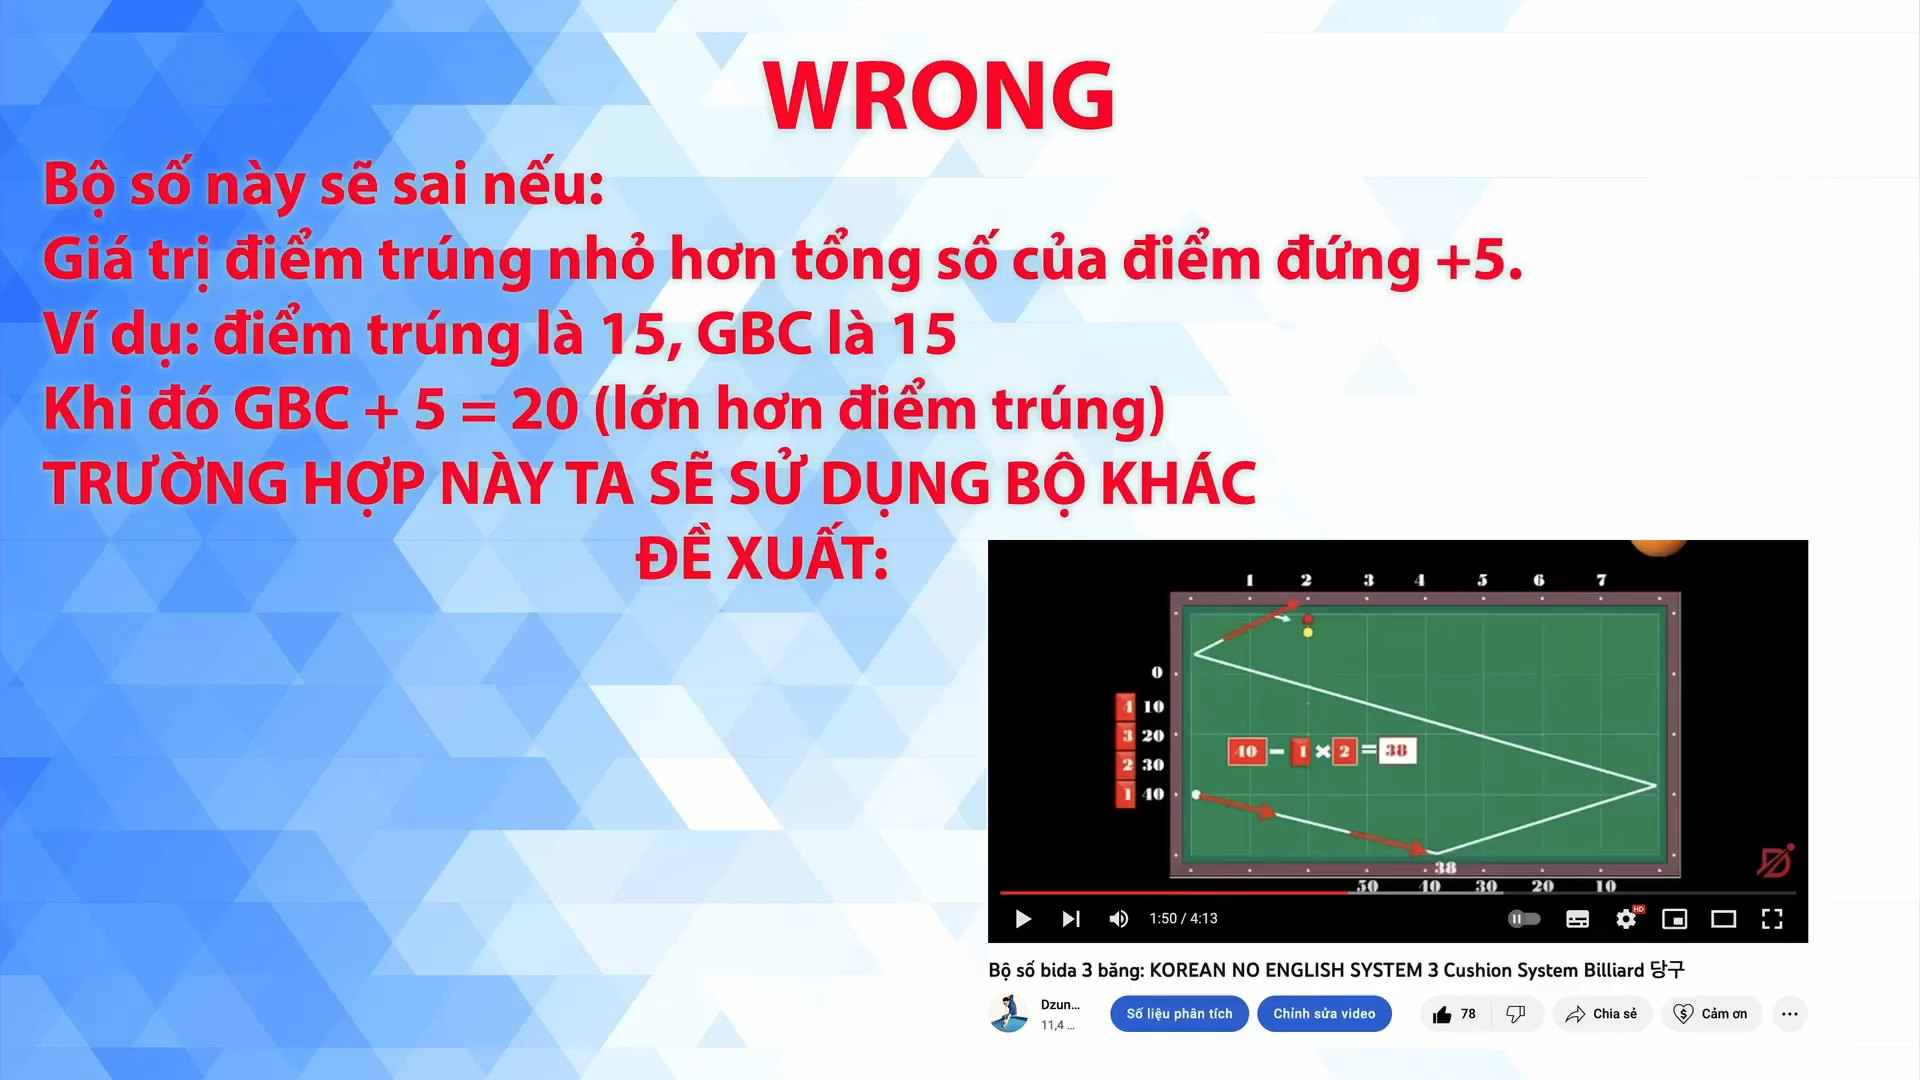 WRONG
Bộ số này sẽ sai nếu:
Giá trị điểm trúng nhỏ hơn tổng số của điểm đứng +5.
Ví dụ: điểm trúng là 15, GBC là 15
Khi đó GBC + 5 = 20 (lớn hơn điểm trúng)
TRƯỜNG HỢP NÀY TA SẼ SỬ DỤNG BỘ KHÁC
ĐỀ XUẤT:
1 2 3 4 5 6 7
0
4 10
3 20
40 - 1 × 2 = 38
2 30
1 40
38
50 40 30 20 10
1:50 / 4:13
HD
Bộ số bida 3 băng: KOREAN NO ENGLISH SYSTEM 3 Cushion System Billiard 당구
Dzun...
11,4 ...
Số liệu phân tích
Chỉnh sửa video
78
Chia sẻ
Cảm ơn